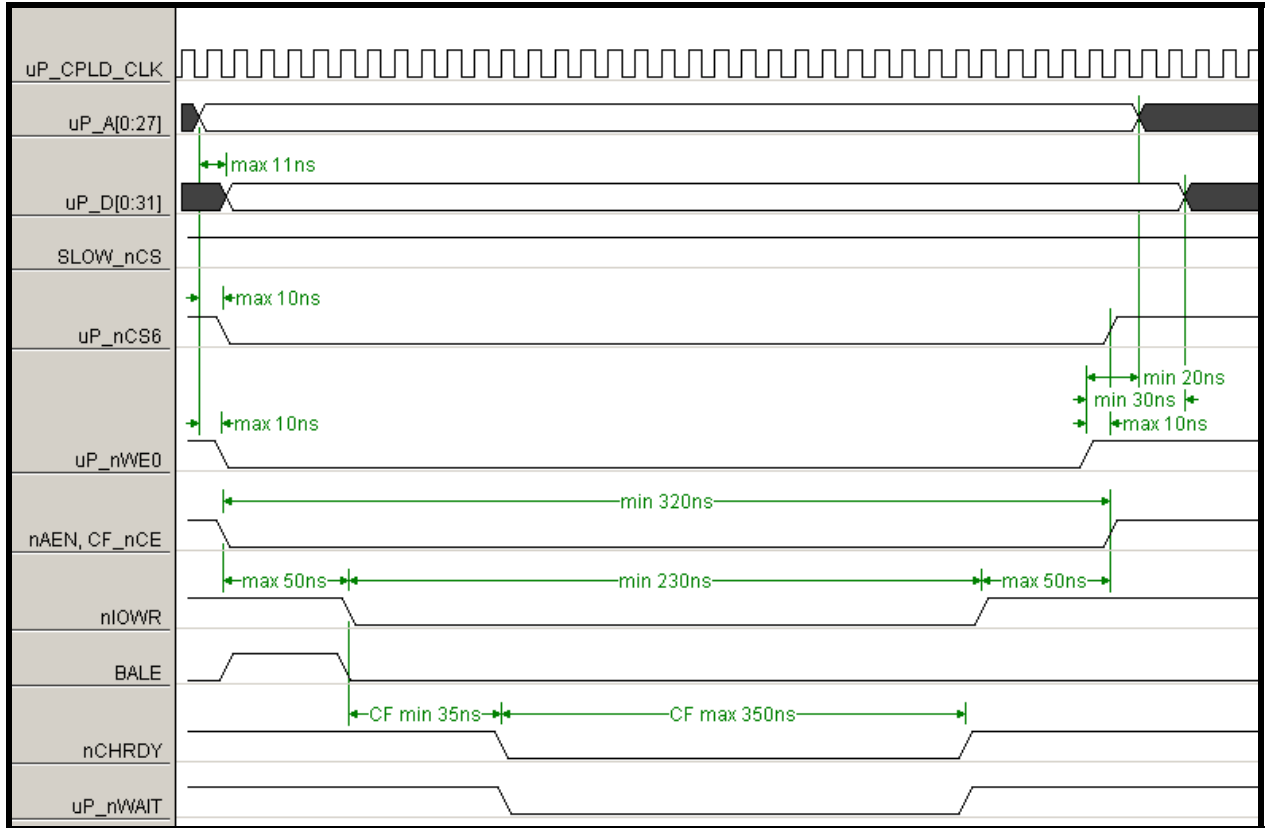 uP_CPLD_CLK
uP_A[0:27]
max 11ns
uP_D[0:31]
SLOW_nCS
max 10ns
uP_nCS6
min 20ns
min 30ns
max 10ns
max 10ns
uP_nWE0
min 320ns
nAEN, CF_nCE
max 50ns
min 230ns
max 50ns
nIOWR
BALE
CF min 35ns
CF max 350ns
nCHRDY
uP_nWAIT